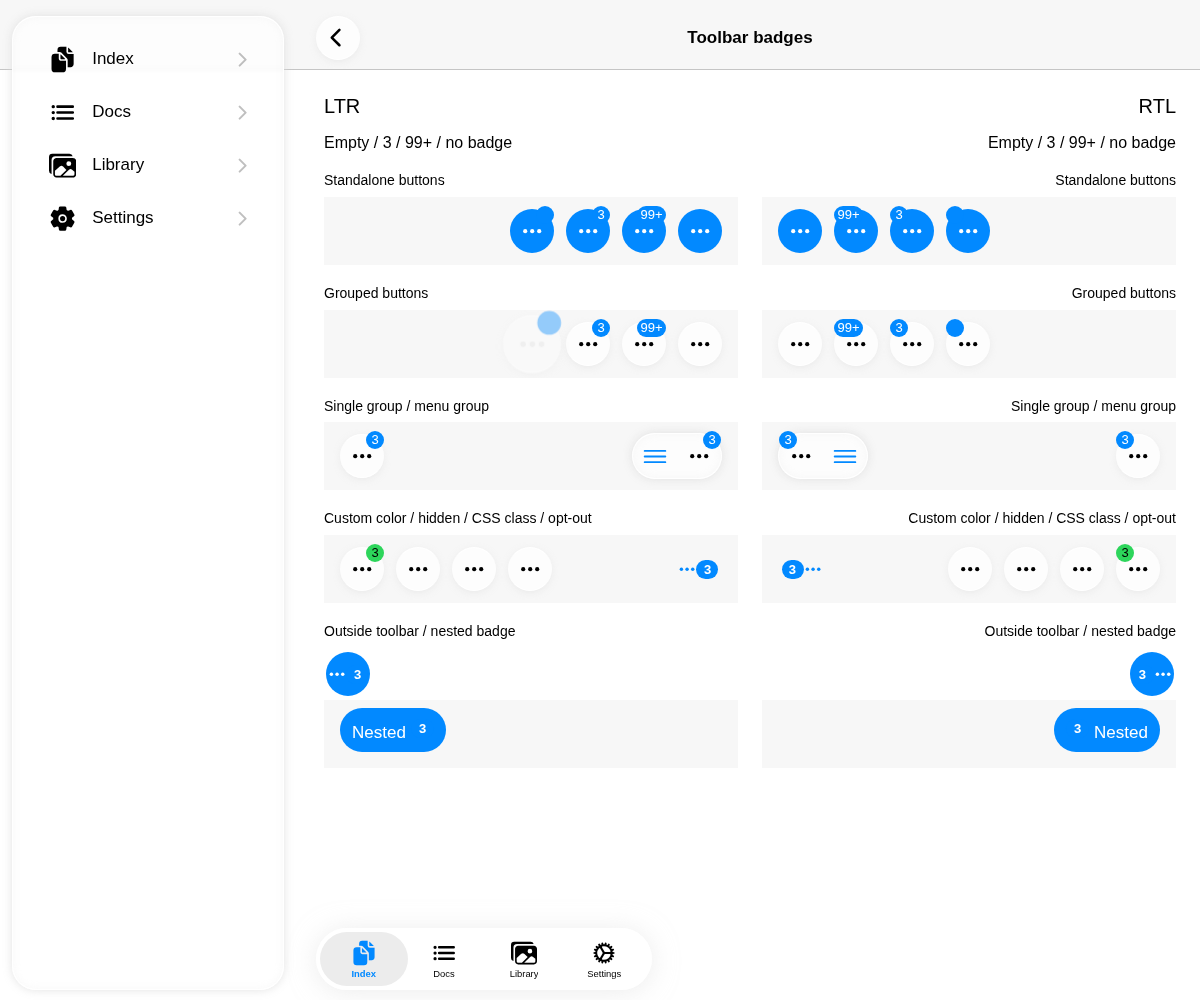 Index
Docs
Library
Settings
Toolbar badges
LTR
Empty / 3 / 99+ / no badge
Standalone buttons
3
99+
Grouped buttons
3
99+
Single group / menu group
3
3
Custom color / hidden / CSS class / opt-out
3
3
Outside toolbar / nested badge
3
Nested 3
RTL
Empty / 3 / 99+ / no badge
Standalone buttons
99+
3
Grouped buttons
99+
3
Single group / menu group
3
3
Custom color / hidden / CSS class / opt-out
3
3
Outside toolbar / nested badge
3
3 Nested
Index
Docs
Library
Settings